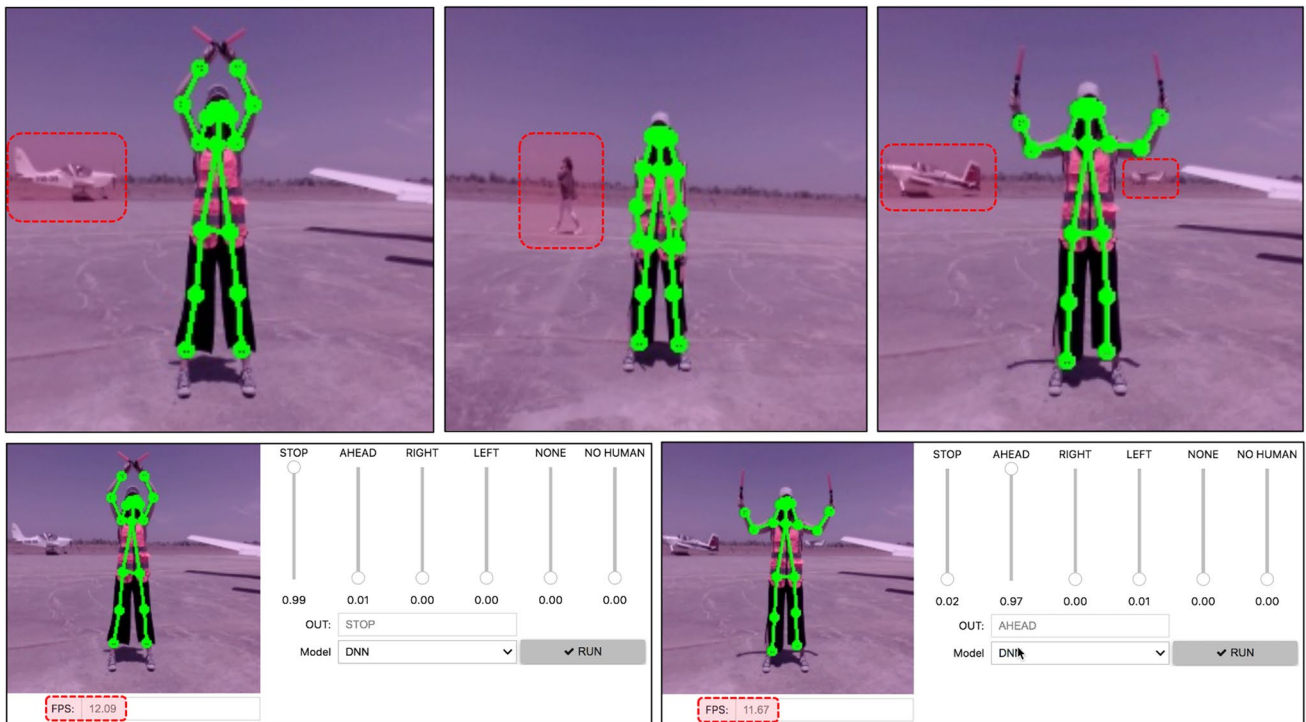 STOP AHEAD RIGHT LEFT NONE NO HUMAN
0.99 0.01 0.00 0.00 0.00 0.00
OUT: STOP
Model DNN ✔ RUN
FPS: 12.09
STOP AHEAD RIGHT LEFT NONE NO HUMAN
0.02 0.97 0.00 0.01 0.00 0.00
OUT: AHEAD
Model DNN ✔ RUN
FPS: 11.67